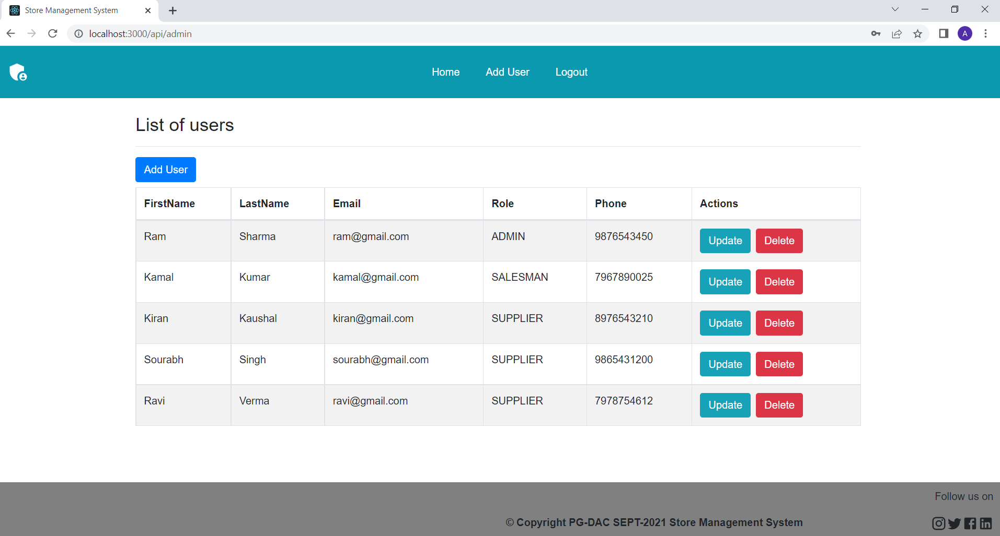 Store Management System
localhost:3000/api/admin
A
Home Add User Logout
List of users
Add User
FirstName LastName Email Role Phone Actions
Ram Sharma ram@gmail.com ADMIN 9876543450 Update Delete
Kamal Kumar kamal@gmail.com SALESMAN 7967890025 Update Delete
Kiran Kaushal kiran@gmail.com SUPPLIER 8976543210 Update Delete
Sourabh Singh sourabh@gmail.com SUPPLIER 9865431200 Update Delete
Ravi Verma ravi@gmail.com SUPPLIER 7978754612 Update Delete
Follow us on
© Copyright PG-DAC SEPT-2021 Store Management System